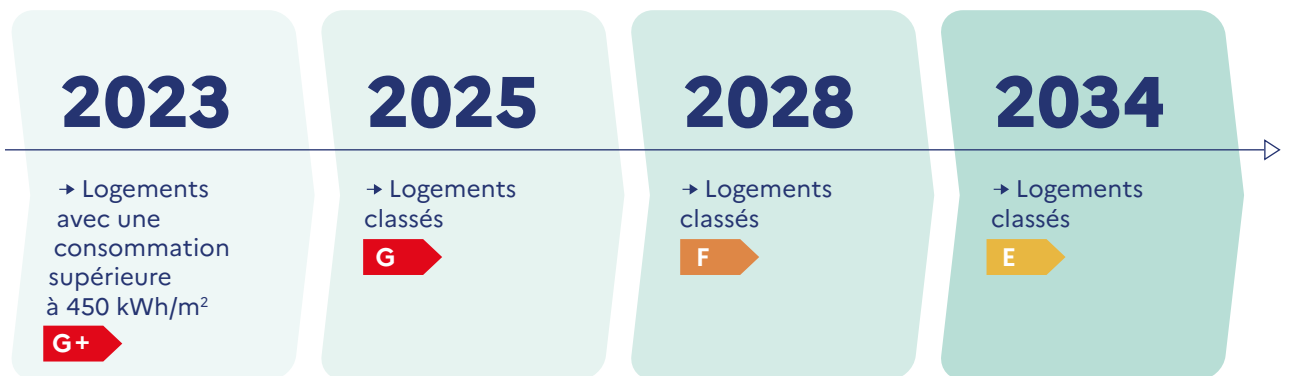 2023
→ Logements
avec une
consommation
supérieure
à 450 kWh/m²
G+
2025
→ Logements
classés
G
2028
→ Logements
classés
F
2034
→ Logements
classés
E